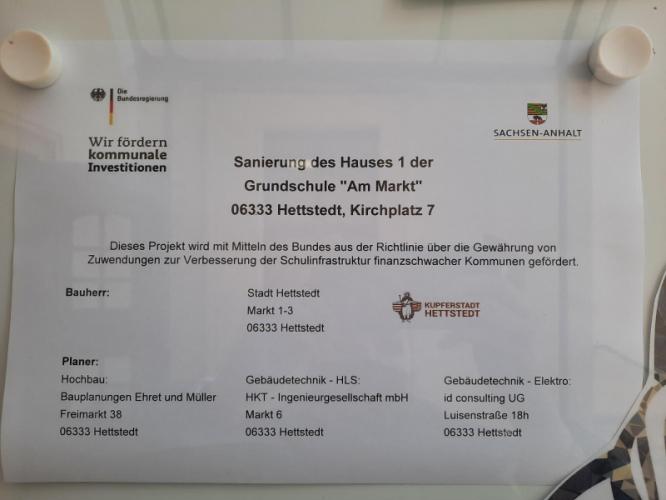 Die
Bundesregierung
Wir fördern
kommunale
Investitionen
SACHSEN-ANHALT
Sanierung des Hauses 1 der
Grundschule "Am Markt"
06333 Hettstedt, Kirchplatz 7
Dieses Projekt wird mit Mitteln des Bundes aus der Richtlinie über die Gewährung von
Zuwendungen zur Verbesserung der Schulinfrastruktur finanzschwacher Kommunen gefördert.
Bauherr:
Stadt Hettstedt
Markt 1-3
06333 Hettstedt
KUPFERSTADT
HETTSTEDT
Planer:
Hochbau:
Bauplanungen Ehret und Müller
Freimarkt 38
06333 Hettstedt
Gebäudetechnik - HLS:
HKT - Ingenieurgesellschaft mbH
Markt 6
06333 Hettstedt
Gebäudetechnik - Elektro:
id consulting UG
Luisenstraße 18h
06333 Hettstedt